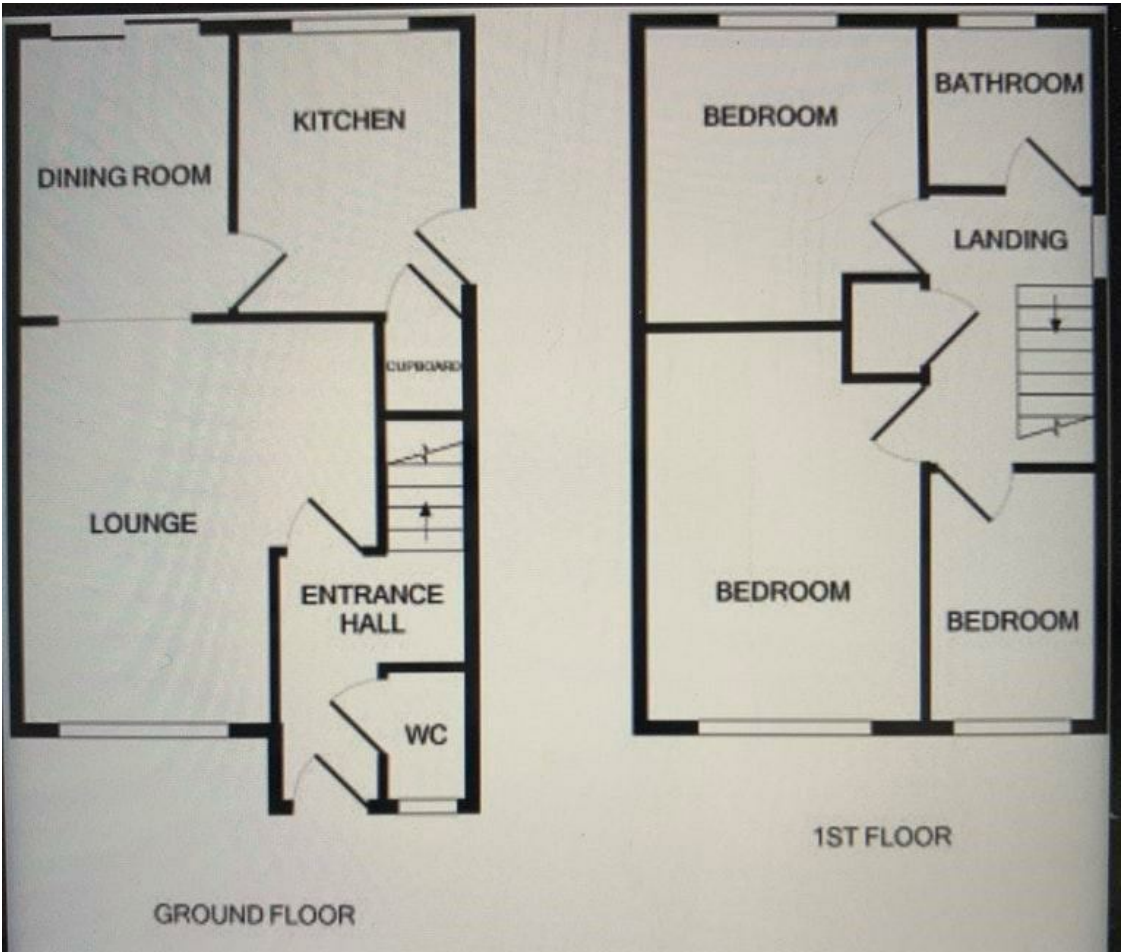 DINING ROOM
KITCHEN
CUPBOARD
LOUNGE
ENTRANCE
HALL
WC
GROUND FLOOR
BEDROOM
BATHROOM
LANDING
BEDROOM
BEDROOM
1ST FLOOR